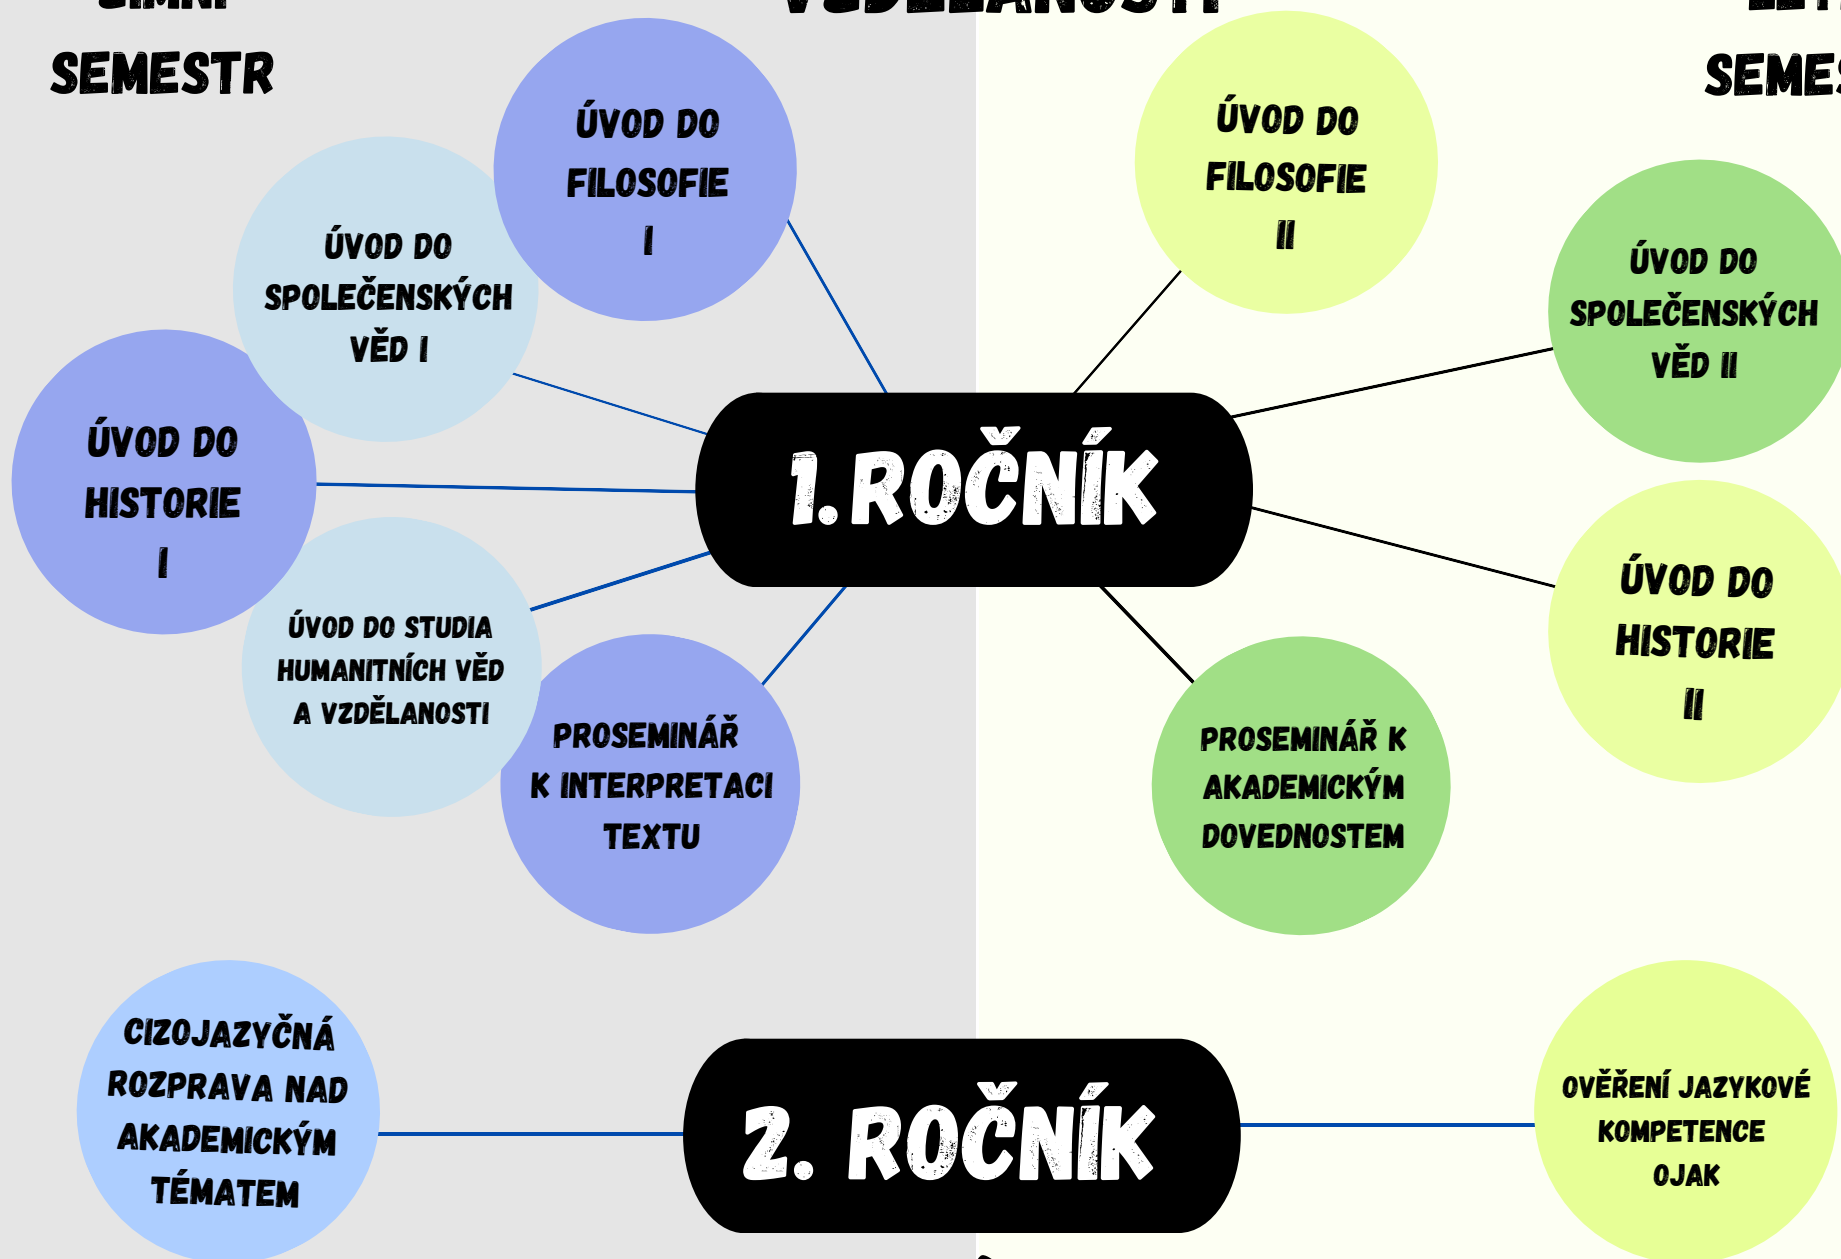 SEMESTR
ÚVOD DO
FILOSOFIE
I
ÚVOD DO
SPOLEČENSKÝCH
VĚD I
ÚVOD DO
HISTORIE
I
ÚVOD DO STUDIA
HUMANITNÍCH VĚD
A VZDĚLANOSTI
PROSEMINÁŘ
K INTERPRETACI
TEXTU
1. ROČNÍK
ÚVOD DO
FILOSOFIE
II
ÚVOD DO
SPOLEČENSKÝCH
VĚD II
ÚVOD DO
HISTORIE
II
PROSEMINÁŘ K
AKADEMICKÝM
DOVEDNOSTEM
CIZOJAZYČNÁ
ROZPRAVA NAD
AKADEMICKÝM
TÉMATEM
2. ROČNÍK
OVĚŘENÍ JAZYKOVÉ
KOMPETENCE
OJAK